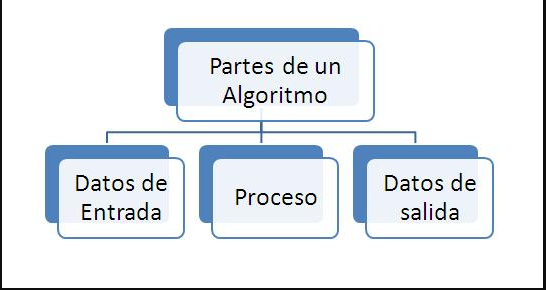 Partes de un
Algoritmo
Datos de
Entrada
Proceso
Datos de
salida